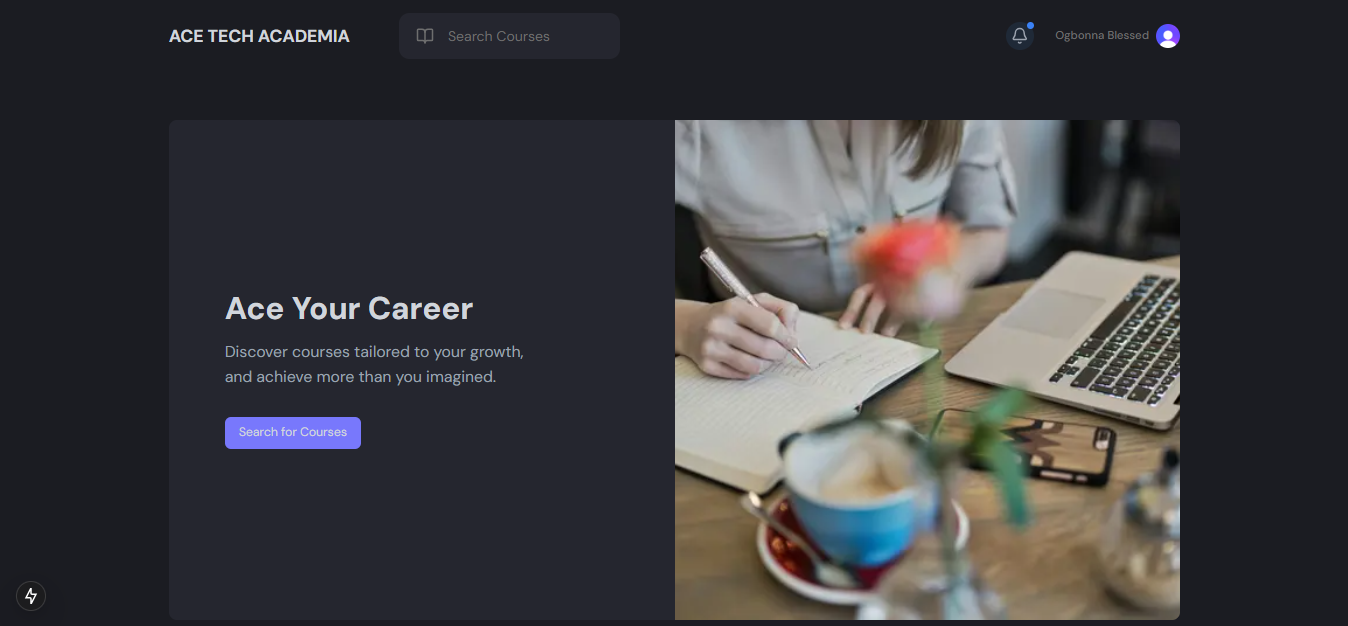 ACE TECH ACADEMIA
Search Courses
Ogbonna Blessed
Ace Your Career
Discover courses tailored to your growth,
and achieve more than you imagined.
Search for Courses